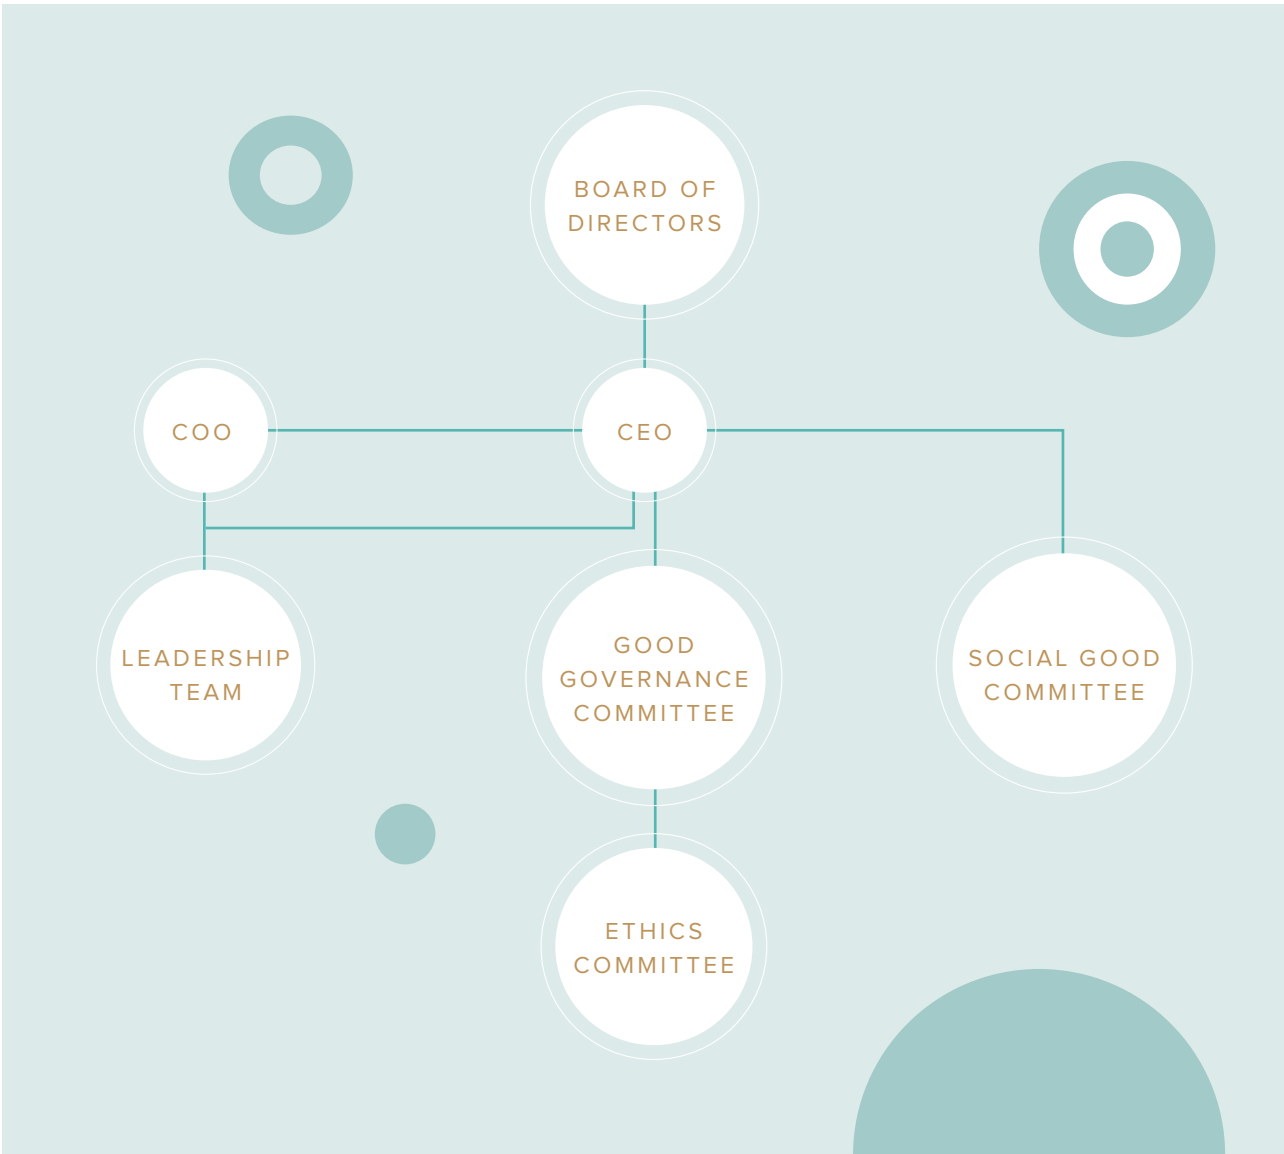 BOARD OF
DIRECTORS
COO
CEO
LEADERSHIP
TEAM
GOOD
GOVERNANCE
COMMITTEE
SOCIAL GOOD
COMMITTEE
ETHICS
COMMITTEE